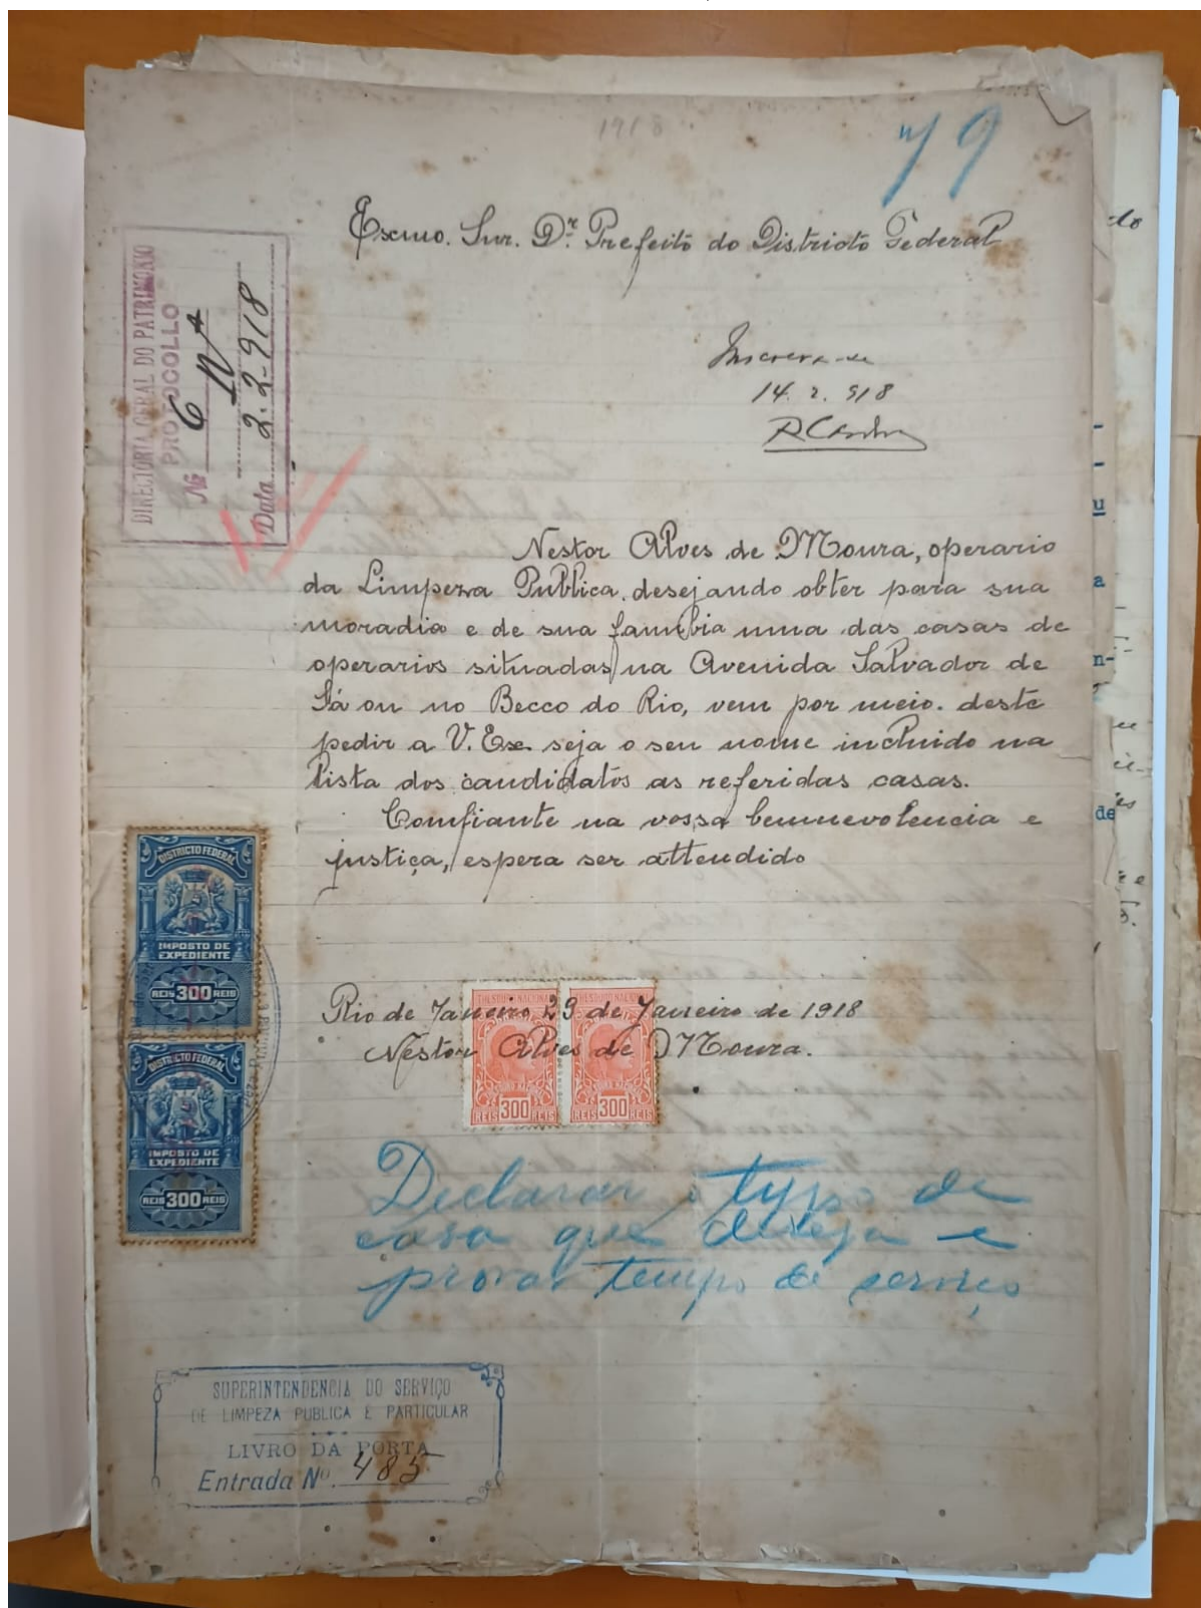 1918
79
Exmo. Snr. Dr. Prefeito do Districto Federal
DIRECTORIA GERAL DO PATRIMONIO
PROTOCOLLO
Nº 6
Data 2-2-918
Inscreva-se
14.2.918
Nestor Alves de Moura, operario
da Limpeza Publica, desejando obter para sua
moradia e de sua familia uma das casas de
operarios situadas na Avenida Salvador de
Sá ou no Becco do Rio, vem por meio. deste
pedir a V. Ex. seja o seu nome incluido na
lista dos candidatos as referidas casas.
Comfiante na vossa bemnevolencia e
justiça, espera ser attendido
DISTRICTO FEDERAL
IMPOSTO DE
EXPEDIENTE
REIS 300 REIS
DISTRICTO FEDERAL
IMPOSTO DE
EXPEDIENTE
REIS 300 REIS
Rio de Janeiro 29 de Janeiro de 1918
Nestor Alves de Moura.
THESOURO NACIONAL
REIS 300 REIS
THESOURO NACIONAL
REIS 300 REIS
Declarar o typo de
casa que deseja e
provar tempo de serviço
SUPERINTENDENCIA DO SERVIÇO
DE LIMPEZA PUBLICA E PARTICULAR
LIVRO DA PORTA
Entrada Nº. 485